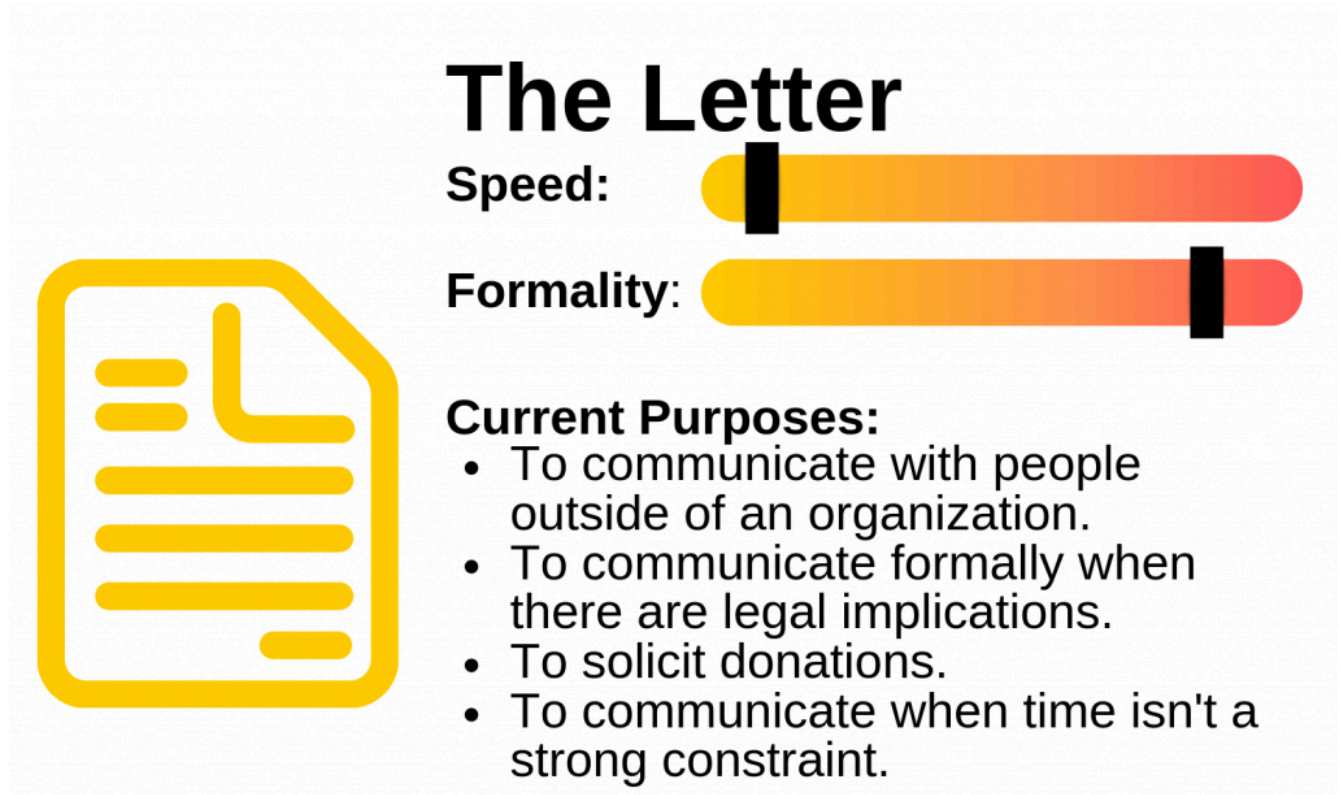 The Letter
Speed:
Formality:
Current Purposes:
• To communicate with people
outside of an organization.
• To communicate formally when
there are legal implications.
• To solicit donations.
• To communicate when time isn't a
strong constraint.